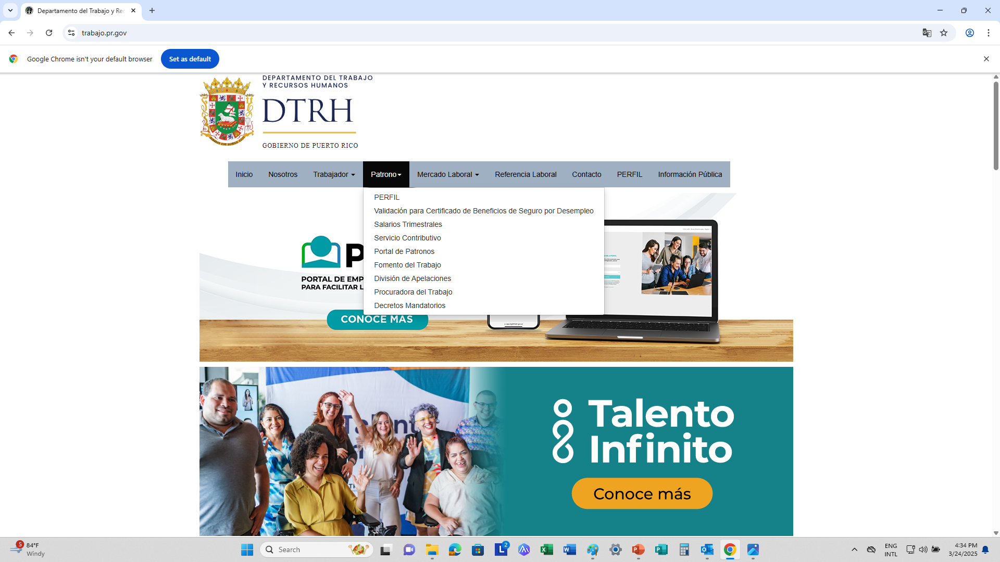 Departamento del Trabajo y Rec
trabajo.pr.gov
Google Chrome isn't your default browser
Set as default
DEPARTAMENTO DEL TRABAJO
Y RECURSOS HUMANOS
DTRH
GOBIERNO DE PUERTO RICO
Inicio
Nosotros
Trabajador
Patrono
Mercado Laboral
Referencia Laboral
Contacto
PERFIL
Información Pública
PERFIL
Validación para Certificado de Beneficios de Seguro por Desempleo
Salarios Trimestrales
Servicio Contributivo
Portal de Patronos
Fomento del Trabajo
División de Apelaciones
Procuradora del Trabajo
Decretos Mandatorios
P
PORTAL DE EMP
PARA FACILITAR L
CONOCE MÁS
Talento
Infinito
Conoce más
5
84°F
Windy
Search
2
ENG
INTL
4:34 PM
3/24/2025